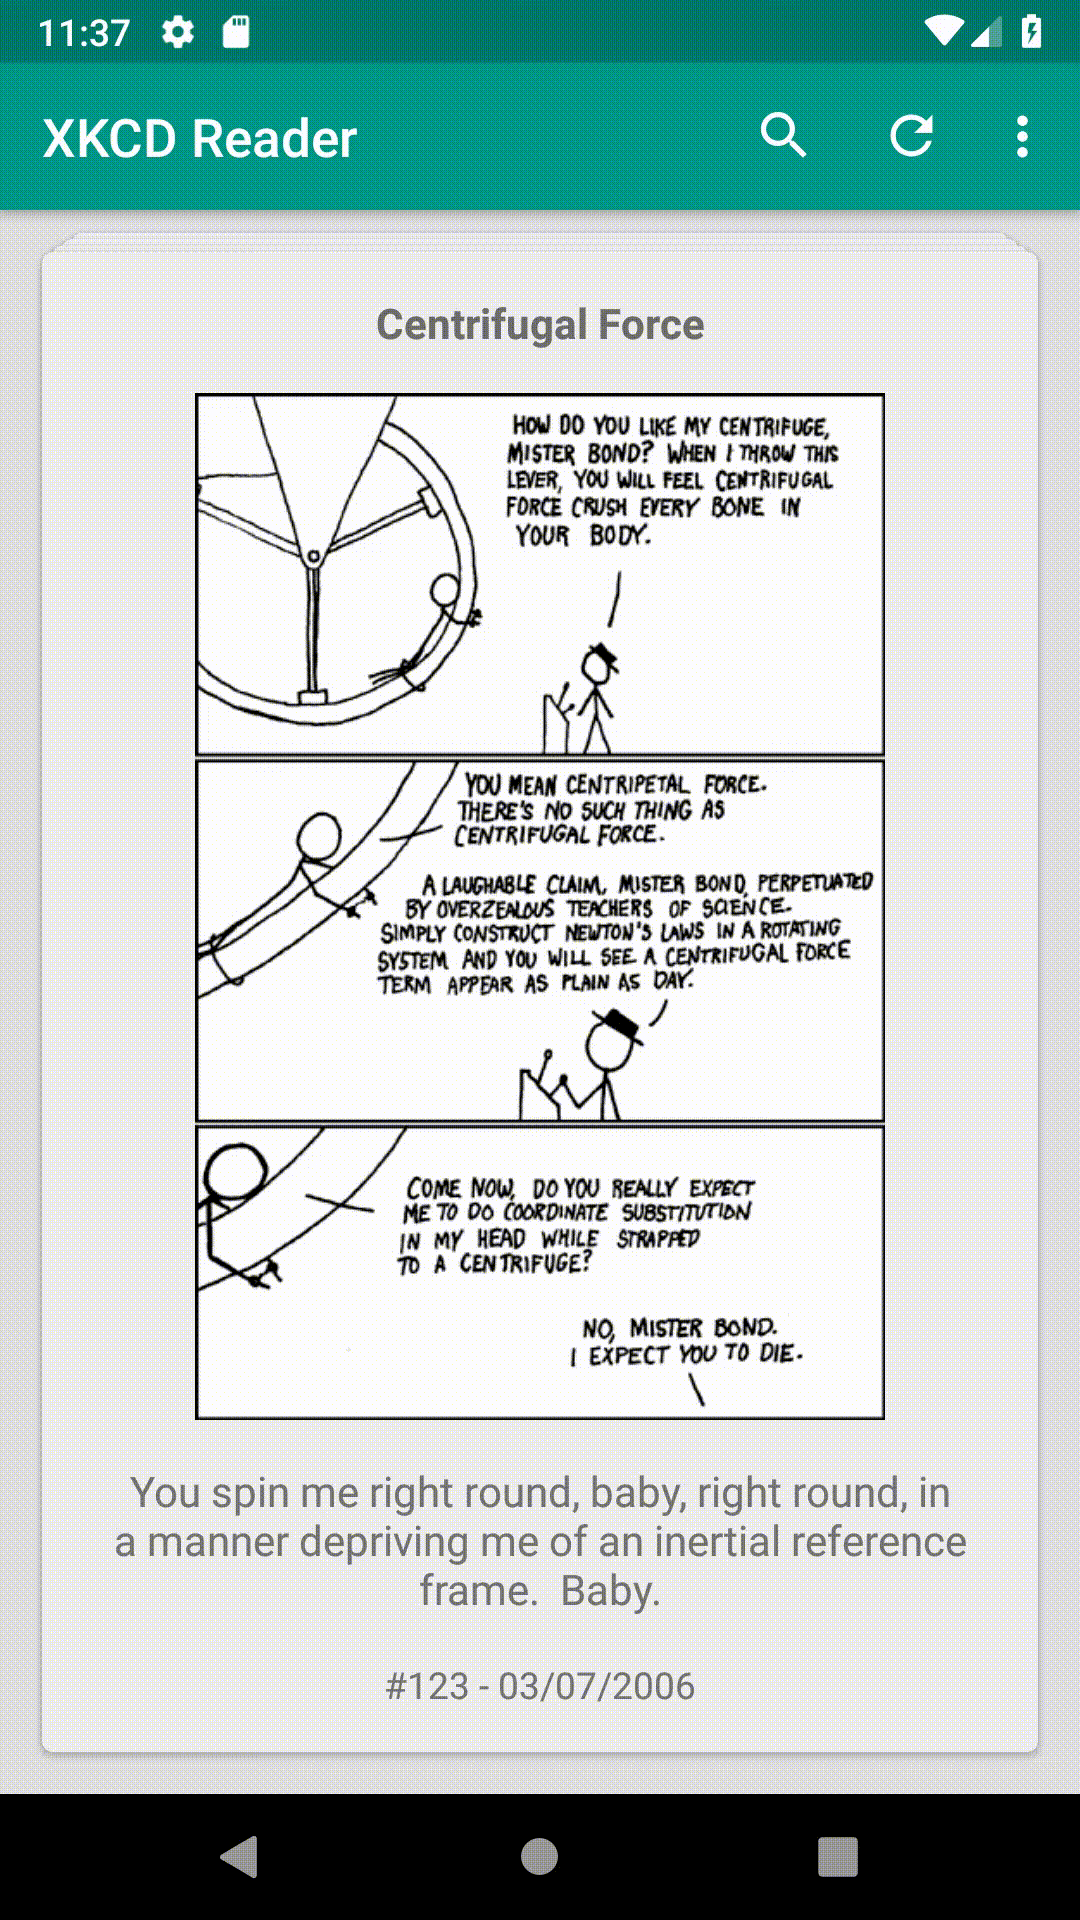 11:37
XKCD Reader
Centrifugal Force
HOW DO YOU LIKE MY CENTRIFUGE,
MISTER BOND? WHEN I THROW THIS
LEVER, YOU WILL FEEL CENTRIFUGAL
FORCE CRUSH EVERY BONE IN
YOUR BODY.
YOU MEAN CENTRIPETAL FORCE.
THERE'S NO SUCH THING AS
CENTRIFUGAL FORCE.
A LAUGHABLE CLAIM, MISTER BOND, PERPETUATED
BY OVERZEALOUS TEACHERS OF SCIENCE.
SIMPLY CONSTRUCT NEWTON'S LAWS IN A ROTATING
SYSTEM AND YOU WILL SEE A CENTRIFUGAL FORCE
TERM APPEAR AS PLAIN AS DAY.
COME NOW, DO YOU REALLY EXPECT
ME TO DO COORDINATE SUBSTITUTION
IN MY HEAD WHILE STRAPPED
TO A CENTRIFUGE?
NO, MISTER BOND.
I EXPECT YOU TO DIE.
You spin me right round, baby, right round, in
a manner depriving me of an inertial reference
frame.  Baby.
#123 - 03/07/2006